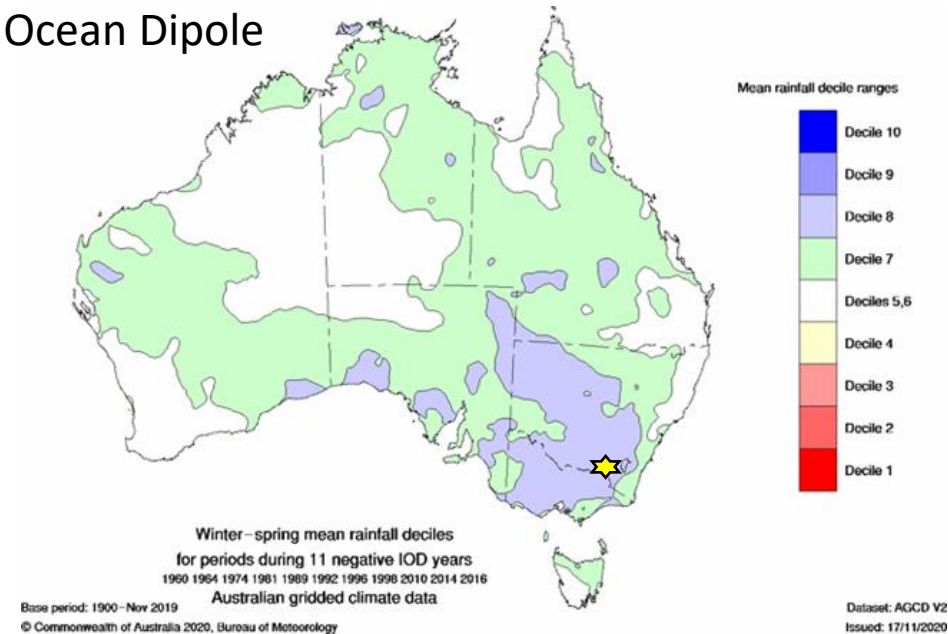 Ocean Dipole
Mean rainfall decile ranges
Decile 10
Decile 9
Decile 8
Decile 7
Deciles 5,6
Decile 4
Decile 3
Decile 2
Decile 1
Winter-spring mean rainfall deciles
for periods during 11 negative IOD years
1960 1964 1974 1981 1989 1992 1996 1998 2010 2014 2016
Australian gridded climate data
Base period: 1900-Nov 2019
© Commonwealth of Australia 2020, Bureau of Meteorology
Dataset: AGCD V2
Issued: 17/11/2020